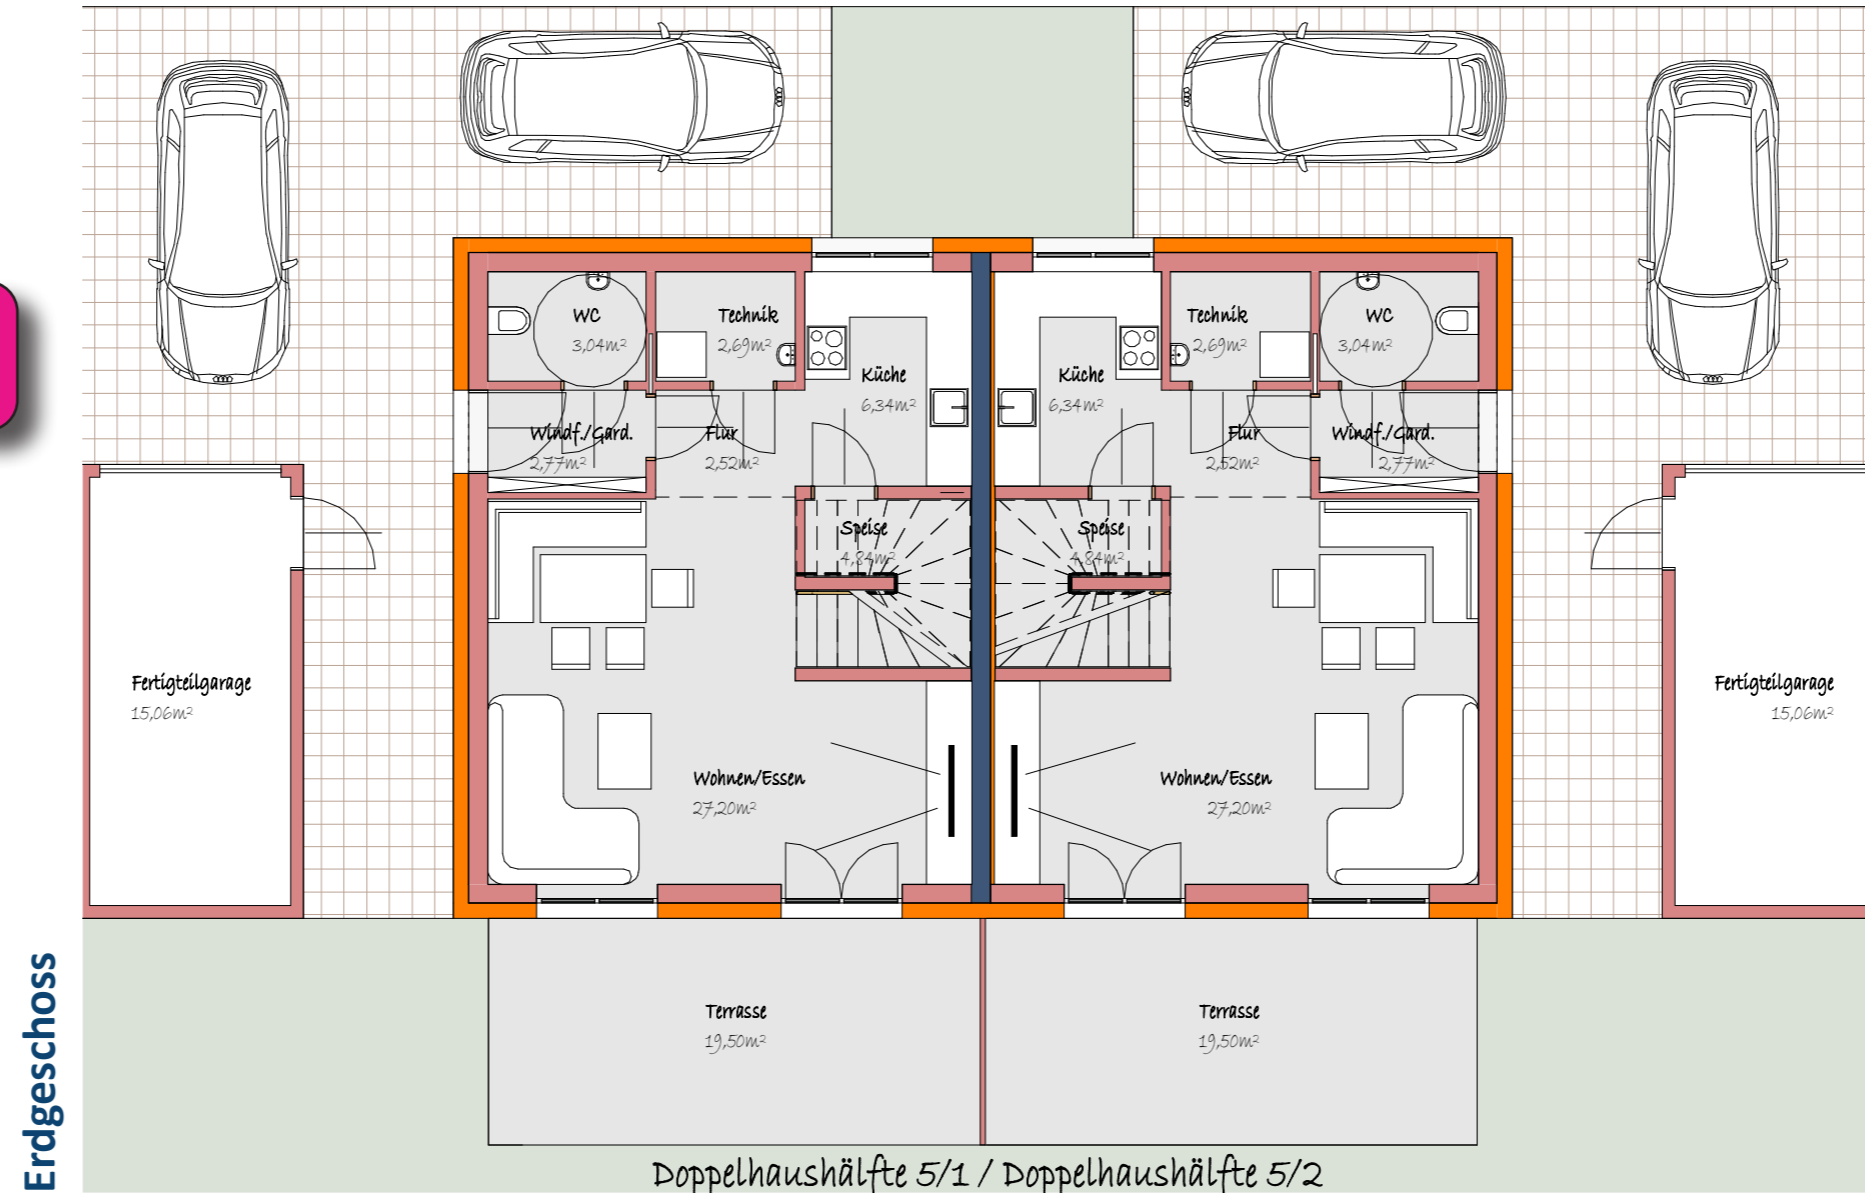 WC
3,04m²
Technik
2,69m²
Küche
6,34m²
Windf./Gard.
2,77m²
Flur
2,52m²
Speise
4,84m²
Wohnen/Essen
27,20m²
Fertigteilgarage
15,06m²
Terrasse
19,50m²
Technik
2,69m²
WC
3,04m²
Küche
6,34m²
Flur
2,52m²
Windf./Gard.
2,77m²
Speise
4,84m²
Wohnen/Essen
27,20m²
Fertigteilgarage
15,06m²
Terrasse
19,50m²
Erdgeschoss
Doppelhaushälfte 5/1 / Doppelhaushälfte 5/2